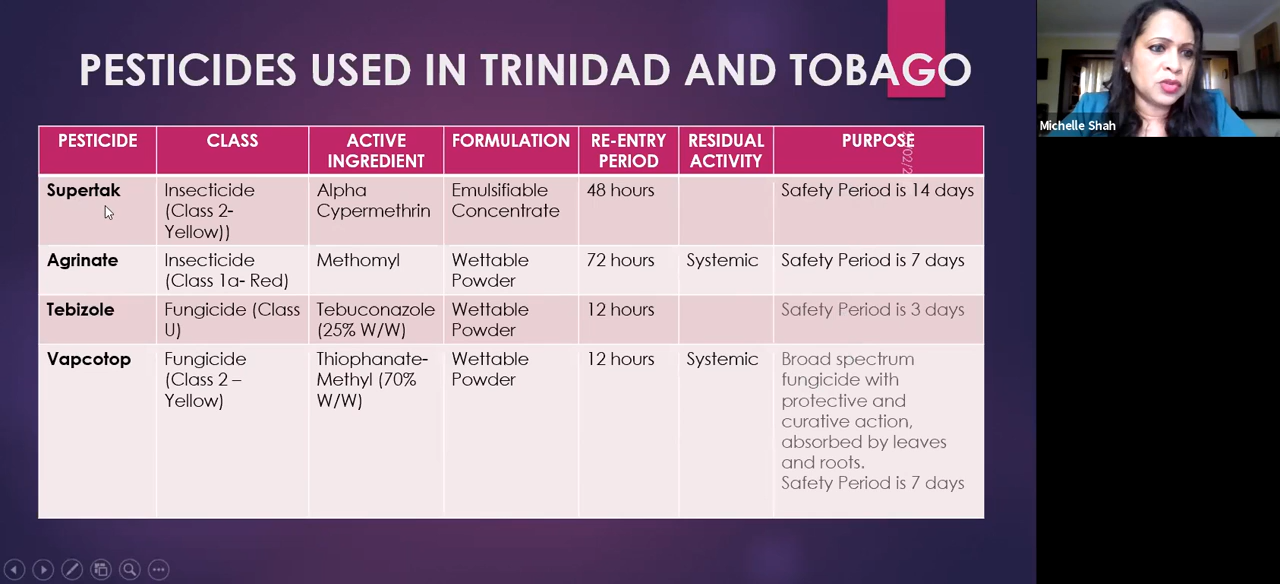 PESTICIDES USED IN TRINIDAD AND TOBAGO
Michelle Shah
PESTICIDE
CLASS
ACTIVE
INGREDIENT
FORMULATION
RE-ENTRY
PERIOD
RESIDUAL
ACTIVITY
PURPOSE
Supertak
Insecticide
(Class 2-
Yellow))
Alpha
Cypermethrin
Emulsifiable
Concentrate
48 hours
Safety Period is 14 days
Agrinate
Insecticide
(Class 1a- Red)
Methomyl
Wettable
Powder
72 hours
Systemic
Safety Period is 7 days
Tebizole
Fungicide (Class
U)
Tebuconazole
(25% W/W)
Wettable
Powder
12 hours
Safety Period is 3 days
Vapcotop
Fungicide
(Class 2 –
Yellow)
Thiophanate-
Methyl (70%
W/W)
Wettable
Powder
12 hours
Systemic
Broad spectrum
fungicide with
protective and
curative action,
absorbed by leaves
and roots.
Safety Period is 7 days